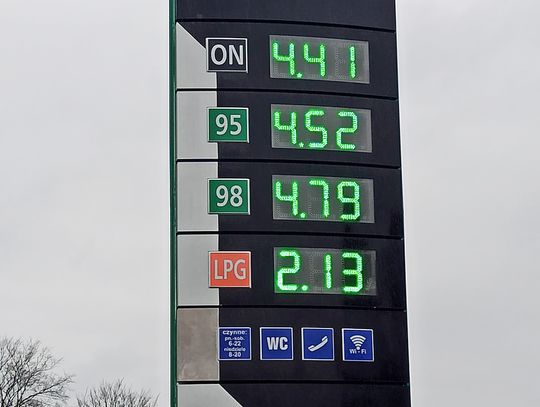 ON 4.41
95 4.52
98 4.79
LPG 2.13
czynne:
pn.-sob.
6-22
niedziele
8-20
WC
Wi-Fi